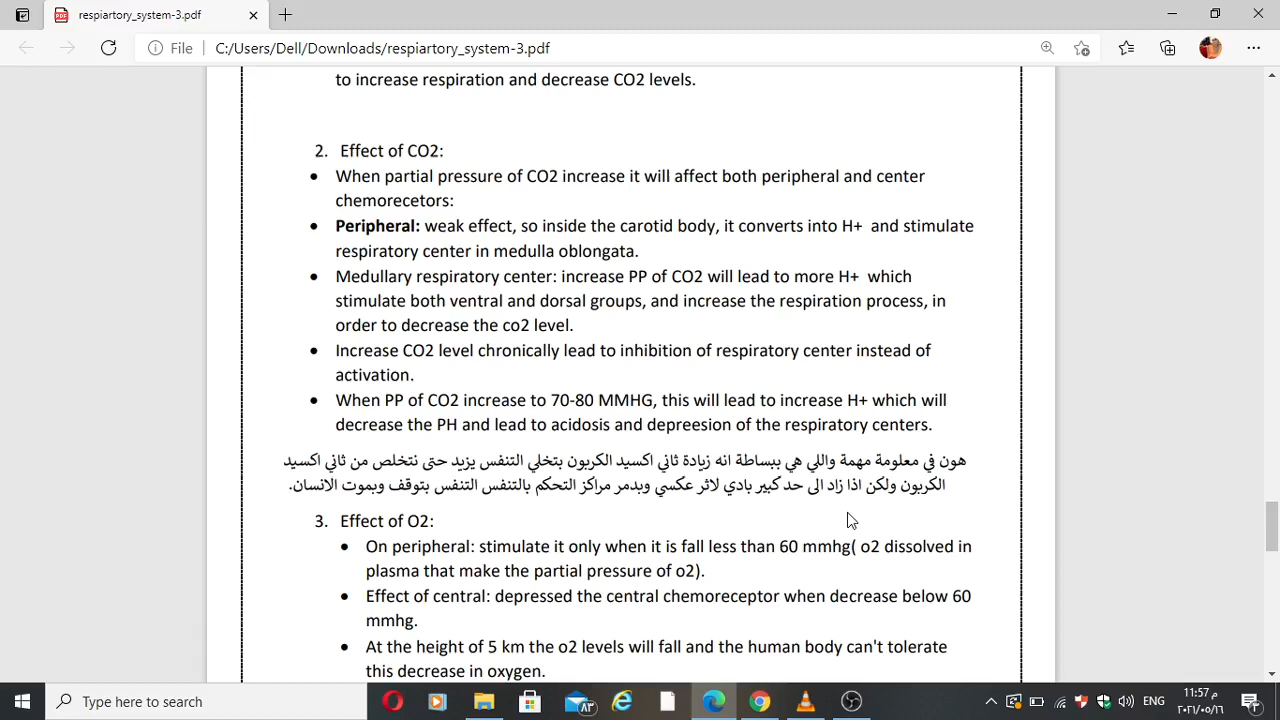 respiartory_system-3.pdf
File
C:/Users/Dell/Downloads/respiartory_system-3.pdf
to increase respiration and decrease CO2 levels.
2. Effect of CO2:
• When partial pressure of CO2 increase it will affect both peripheral and center
chemorecetors:
• Peripheral: weak effect, so inside the carotid body, it converts into H+ and stimulate
respiratory center in medulla oblongata.
• Medullary respiratory center: increase PP of CO2 will lead to more H+ which
stimulate both ventral and dorsal groups, and increase the respiration process, in
order to decrease the co2 level.
• Increase CO2 level chronically lead to inhibition of respiratory center instead of
activation.
• When PP of CO2 increase to 70-80 MMHG, this will lead to increase H+ which will
decrease the PH and lead to acidosis and depreesion of the respiratory centers.
هون في معلومة مهمة واللي هي ببساطة انه زيادة ثاني اكسيد الكربون بتخلي التنفس يزيد حتى نتخلص من ثاني اكسيد
الكربون ولكن اذا زاد الى حد كبير بادي لاثر عكسي وبدمر مراكز التحكم بالتنفس التنفس بتوقف وبموت الانسان.
3. Effect of O2:
• On peripheral: stimulate it only when it is fall less than 60 mmhg( o2 dissolved in
plasma that make the partial pressure of o2).
• Effect of central: depressed the central chemoreceptor when decrease below 60
mmhg.
• At the height of 5 km the o2 levels will fall and the human body can't tolerate
this decrease in oxygen.
Type here to search
٨٢
ENG
١١:٥٧ م
٢٠٢١/٠٥/١٦